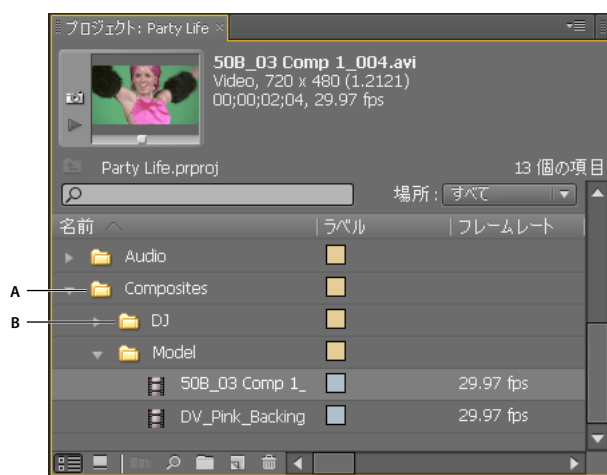 プロジェクト: Party Life ×
50B_03 Comp 1_004.avi
Video, 720 x 480 (1.2121)
00;00;02;04, 29.97 fps
Party Life.prproj 13 個の項目
場所: すべて
名前 ラベル フレームレート
Audio
A Composites
B DJ
Model
50B_03 Comp 1_ 29.97 fps
DV_Pink_Backing 29.97 fps